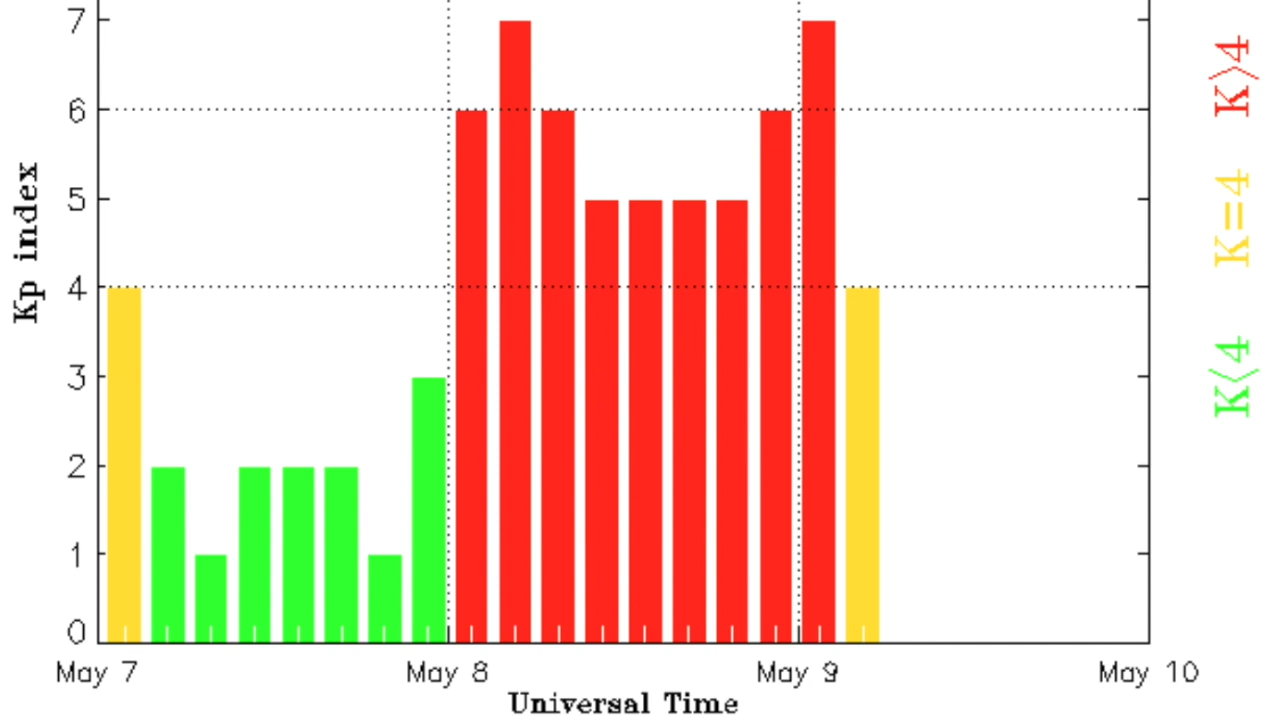 7
6
5
4
3
2
1
0
Kp index
May 7
May 8
May 9
May 10
Universal Time
K>4
K=4
K<4